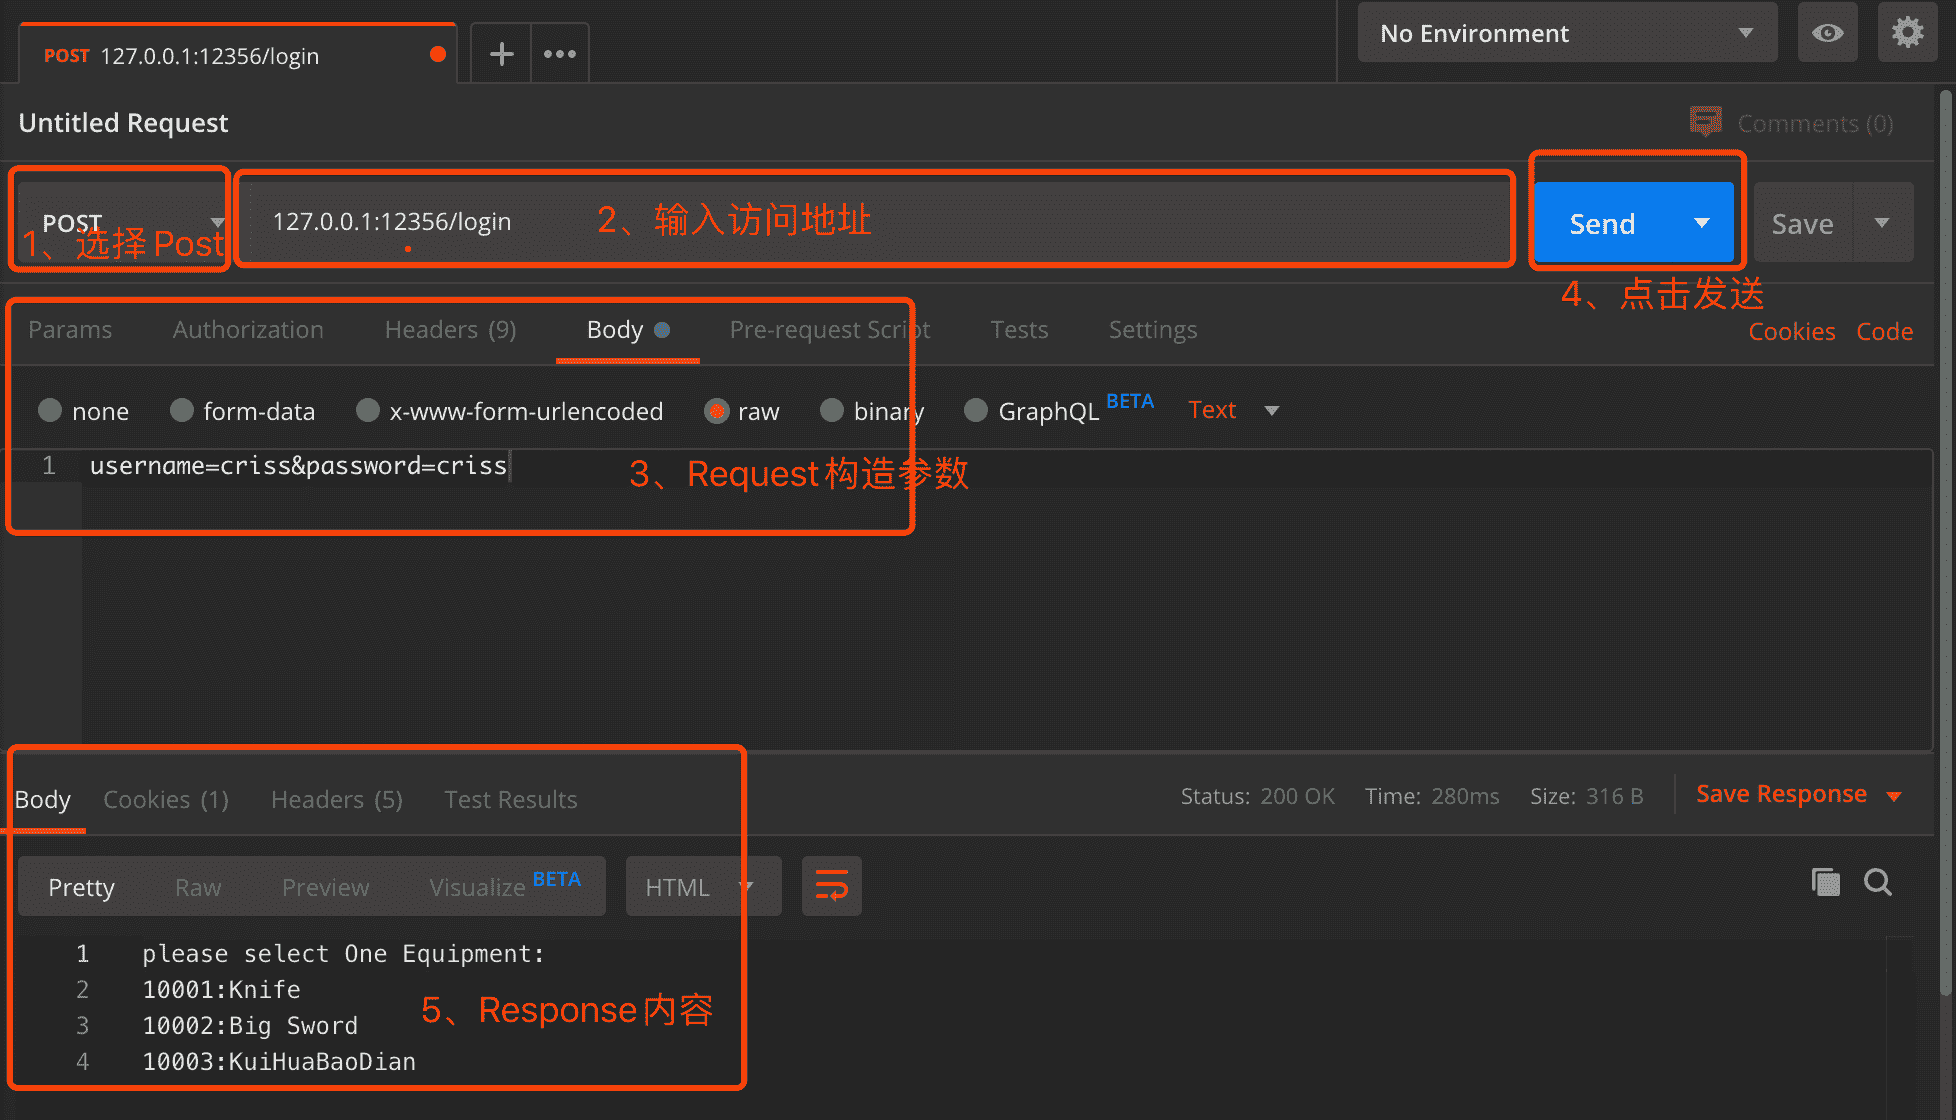 POST 127.0.0.1:12356/login
No Environment
Untitled Request
Comments (0)
POST
1、选择Post
127.0.0.1:12356/login
2、输入访问地址
Send
Save
4、点击发送
Params Authorization Headers (9) Body Pre-request Script Tests Settings
Cookies Code
none form-data x-www-form-urlencoded raw binary GraphQL BETA Text
1 username=criss&password=criss
3、Request构造参数
Body Cookies (1) Headers (5) Test Results
Status: 200 OK Time: 280ms Size: 316 B Save Response
Pretty Raw Preview Visualize BETA HTML
1 please select One Equipment:
2 10001:Knife
3 10002:Big Sword
4 10003:KuiHuaBaoDian
5、Response内容